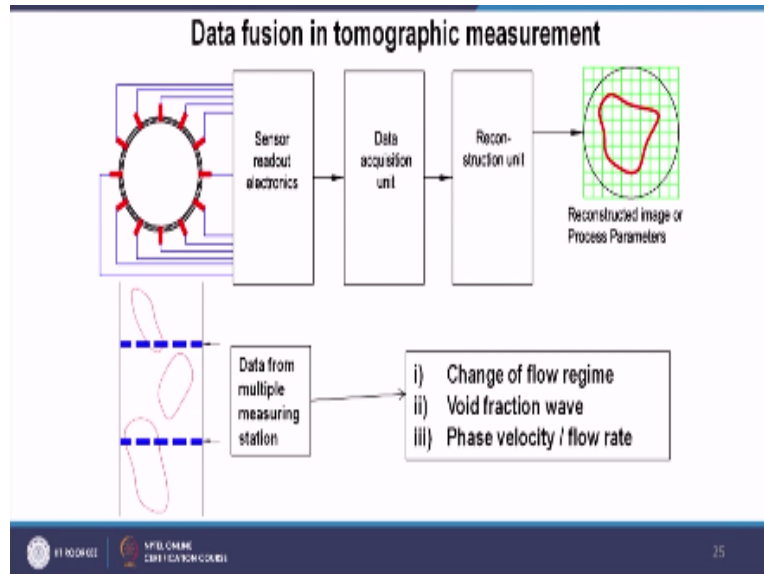 Data fusion in tomographic measurement
Sensor
readout
electronics
Data
acquisition
unit
Recon-
struction unit
Reconstructed image or
Process Parameters
Data from
multiple
measuring
station
i) Change of flow regime
ii) Void fraction wave
iii) Phase velocity / flow rate
IIT ROORKEE
NPTEL ONLINE
CERTIFICATION COURSE
25